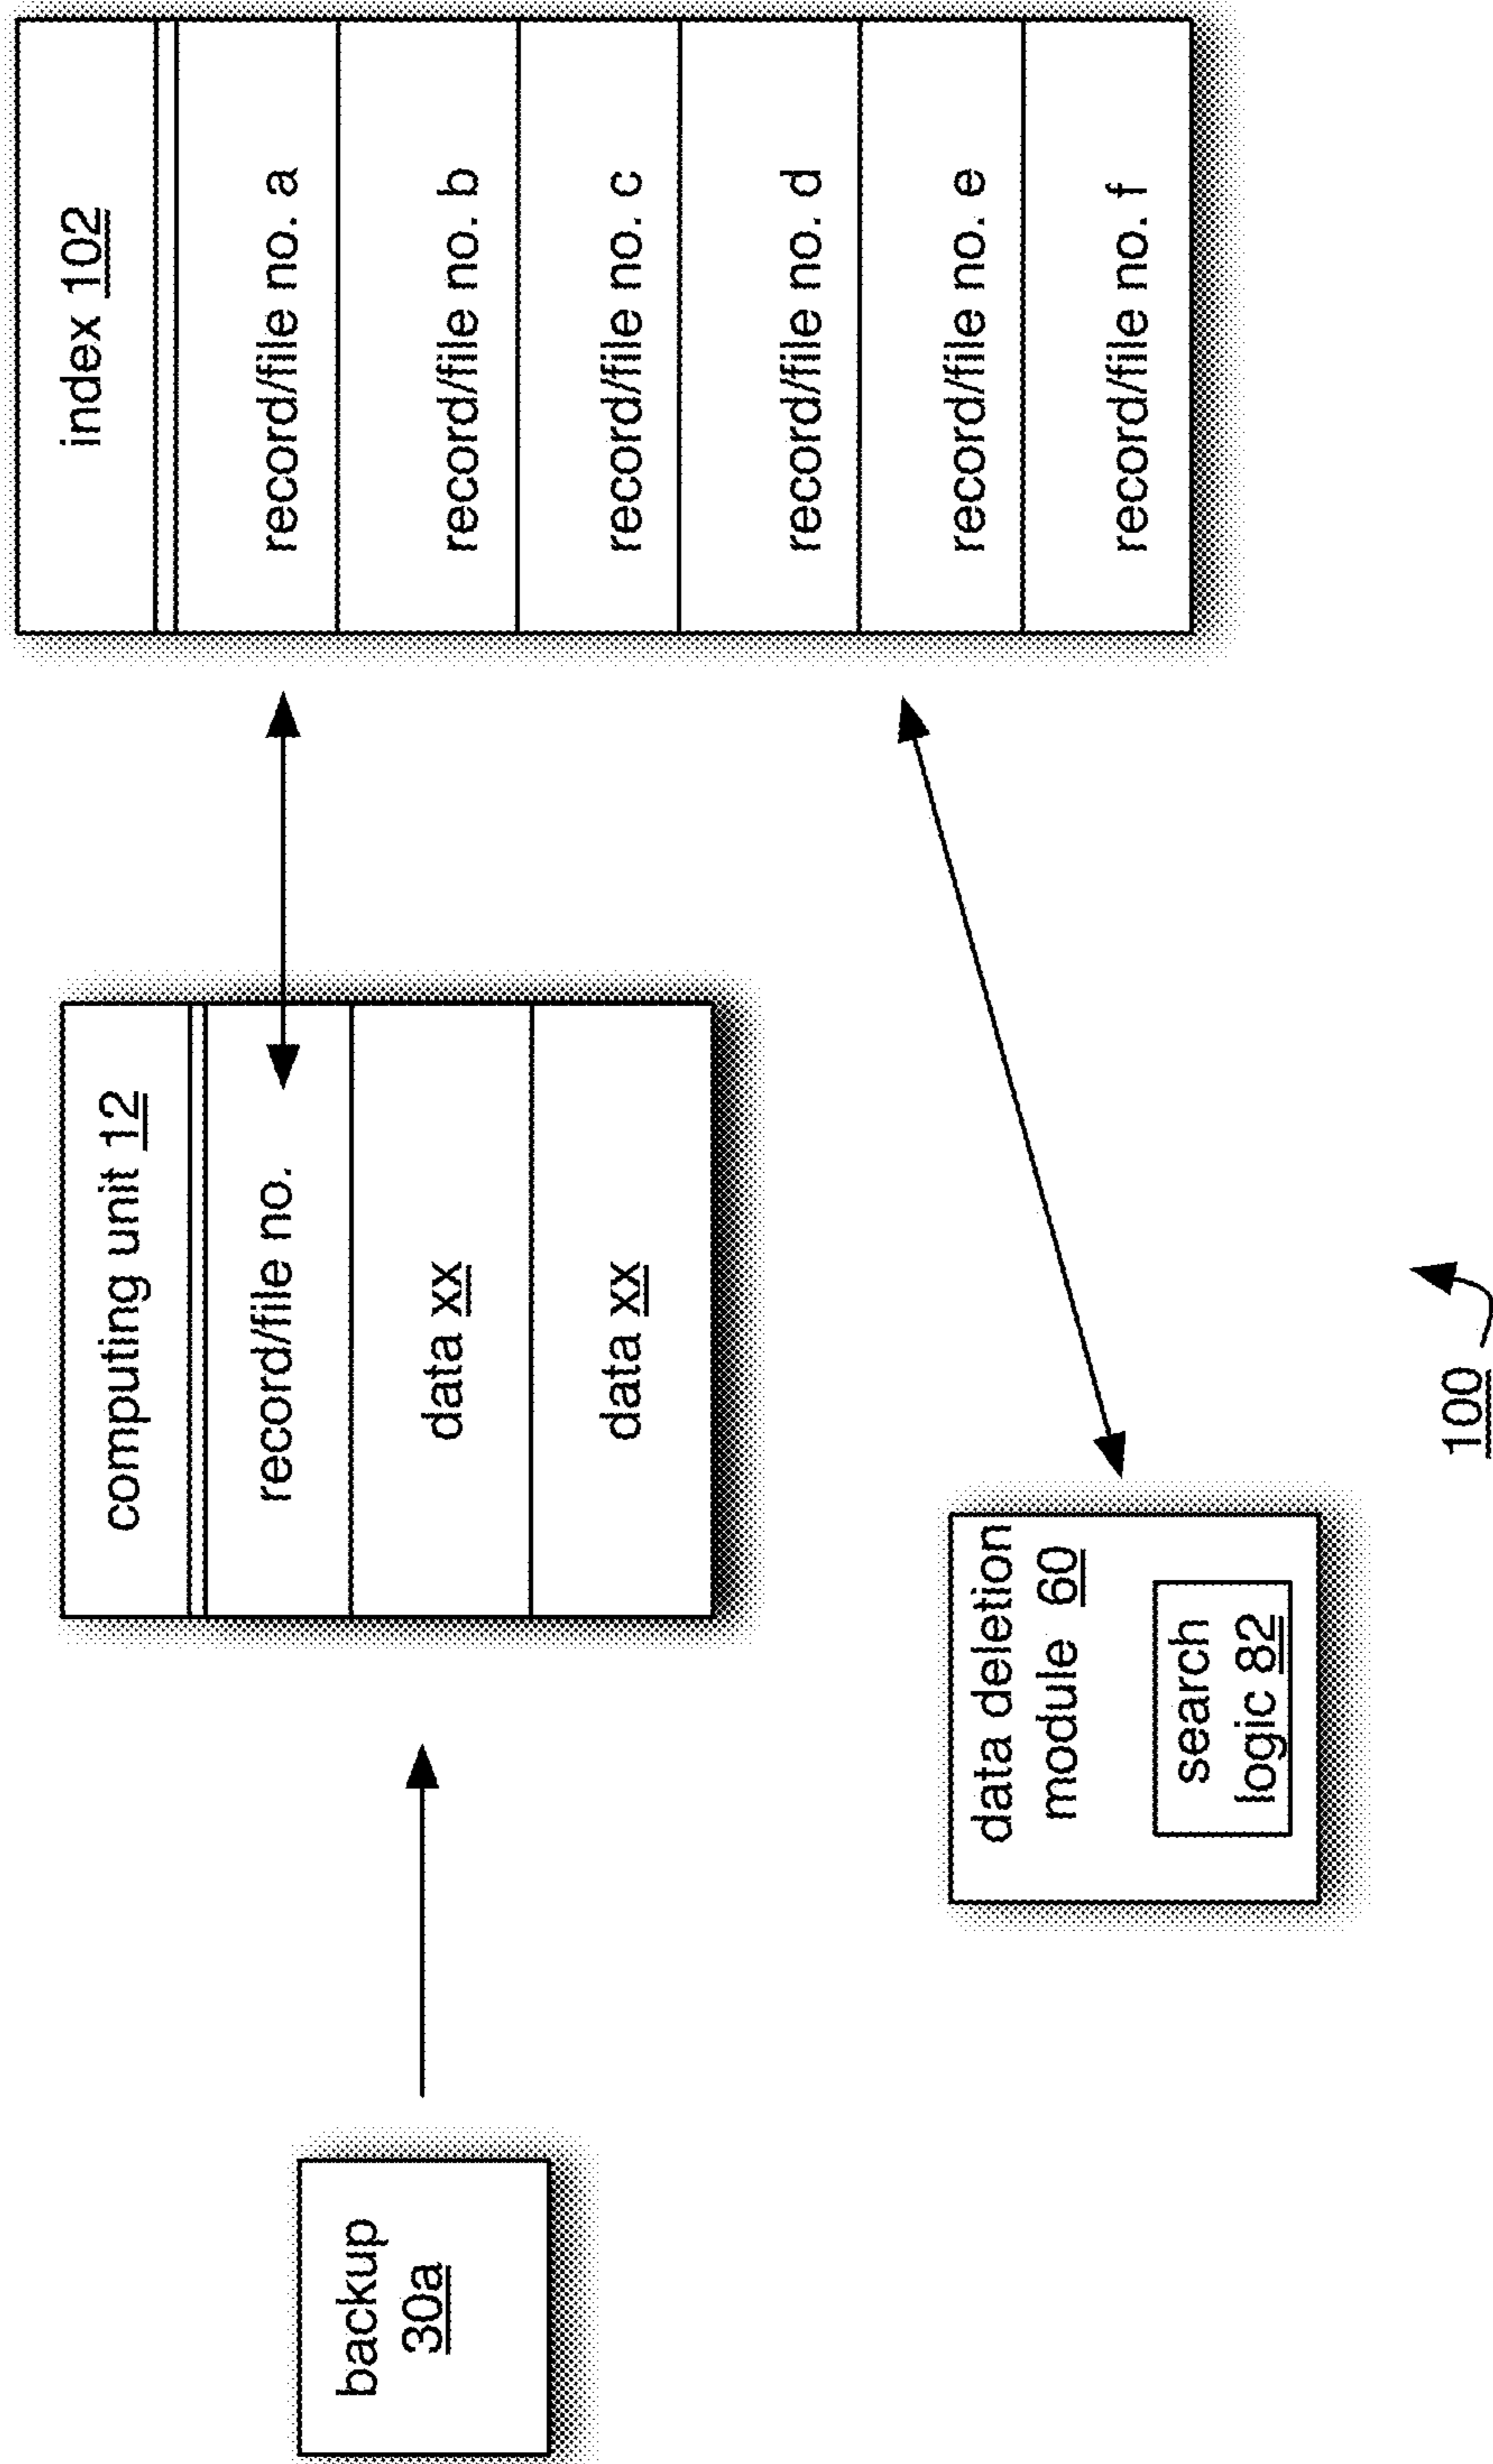 backup
30a
computing unit 12
record/file no.
data xx
data xx
index 102
record/file no. a
record/file no. b
record/file no. c
record/file no. d
record/file no. e
record/file no. f
data deletion
module 60
search
logic 82
100